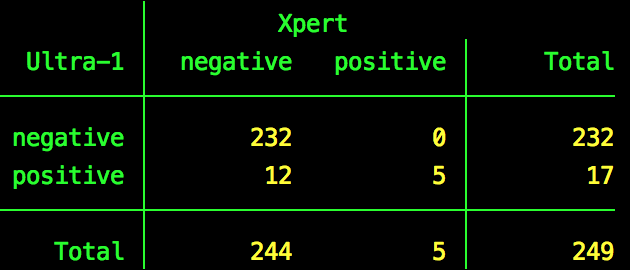 Xpert
Ultra-1 negative positive Total
negative 232 0 232
positive 12 5 17
Total 244 5 249